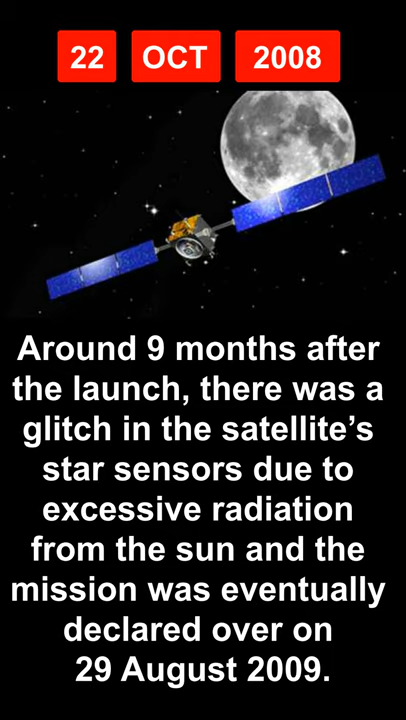 22 OCT 2008
Around 9 months after
the launch, there was a
glitch in the satellite’s
star sensors due to
excessive radiation
from the sun and the
mission was eventually
declared over on
29 August 2009.